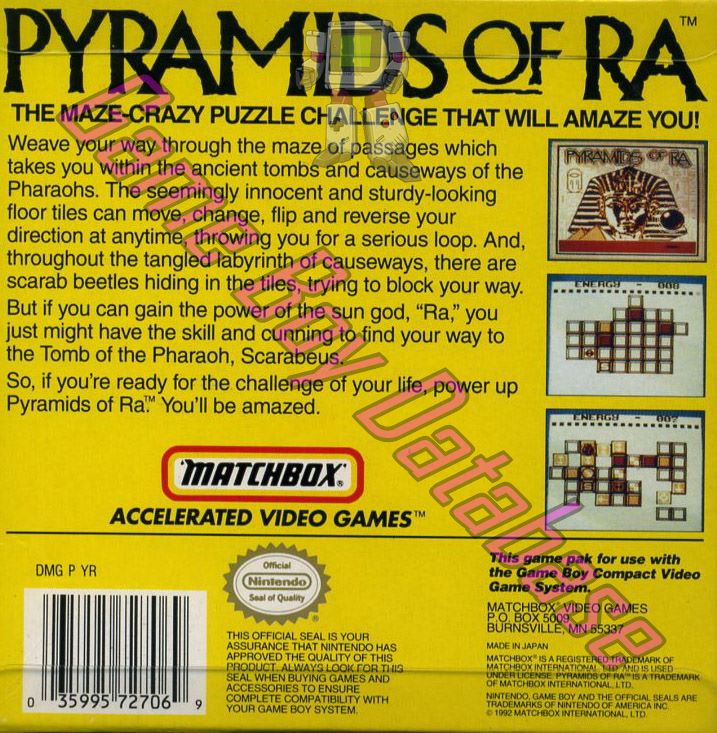 PYRAMIDS OF RA™
THE MAZE-CRAZY PUZZLE CHALLENGE THAT WILL AMAZE YOU!
Weave your way through the maze of passages which
takes you within the ancient tombs and causeways of the
Pharaohs. The seemingly innocent and sturdy-looking
floor tiles can move, change, flip and reverse your
direction at anytime, throwing you for a serious loop. And,
throughout the tangled labyrinth of causeways, there are
scarab beetles hiding in the tiles, trying to block your way.
But if you can gain the power of the sun god, “Ra,” you
just might have the skill and cunning to find your way to
the Tomb of the Pharaoh, Scarabeus.
So, if you're ready for the challenge of your life, power up
Pyramids of Ra.™ You'll be amazed.
PYRAMIDS OF RA
ENERGY - 008
ENERGY - 007
MATCHBOX®
ACCELERATED VIDEO GAMES™
DMG P YR
0 35995 72706 9
Official
Nintendo
Seal of Quality
THIS OFFICIAL SEAL IS YOUR
ASSURANCE THAT NINTENDO HAS
APPROVED THE QUALITY OF THIS
PRODUCT. ALWAYS LOOK FOR THIS
SEAL WHEN BUYING GAMES AND
ACCESSORIES TO ENSURE
COMPLETE COMPATIBILITY WITH
YOUR GAME BOY SYSTEM.
This game pak for use with
the Game Boy Compact Video
Game System.
MATCHBOX VIDEO GAMES
P.O. BOX 5009
BURNSVILLE, MN 55337
MADE IN JAPAN
MATCHBOX® IS A REGISTERED TRADEMARK OF
MATCHBOX INTERNATIONAL, LTD. AND IS USED
UNDER LICENSE. PYRAMIDS OF RA™ IS A TRADEMARK
OF MATCHBOX INTERNATIONAL, LTD.
NINTENDO, GAME BOY AND THE OFFICIAL SEALS ARE
TRADEMARKS OF NINTENDO OF AMERICA INC.
© 1992 MATCHBOX INTERNATIONAL, LTD.
Game Boy Database